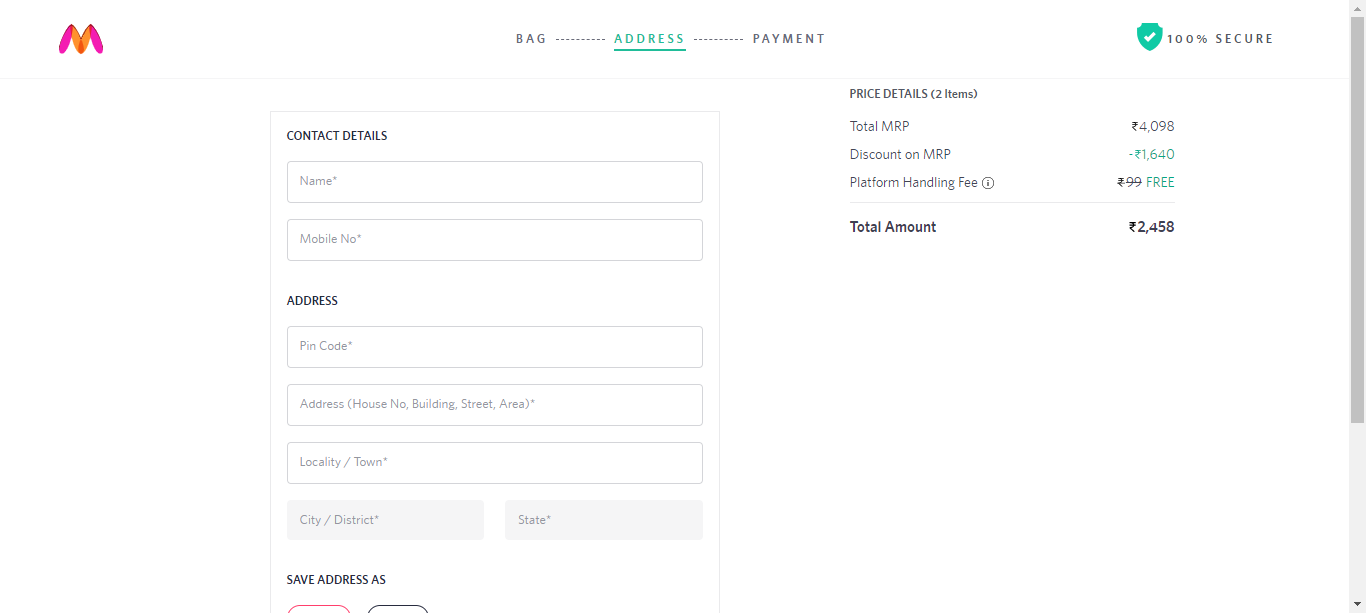 BAG ---------- ADDRESS ---------- PAYMENT
100% SECURE
CONTACT DETAILS
Name*
Mobile No*
ADDRESS
Pin Code*
Address (House No, Building, Street, Area)*
Locality / Town*
City / District* State*
SAVE ADDRESS AS
PRICE DETAILS (2 Items)
Total MRP ₹4,098
Discount on MRP -₹1,640
Platform Handling Fee ₹99 FREE
Total Amount ₹2,458